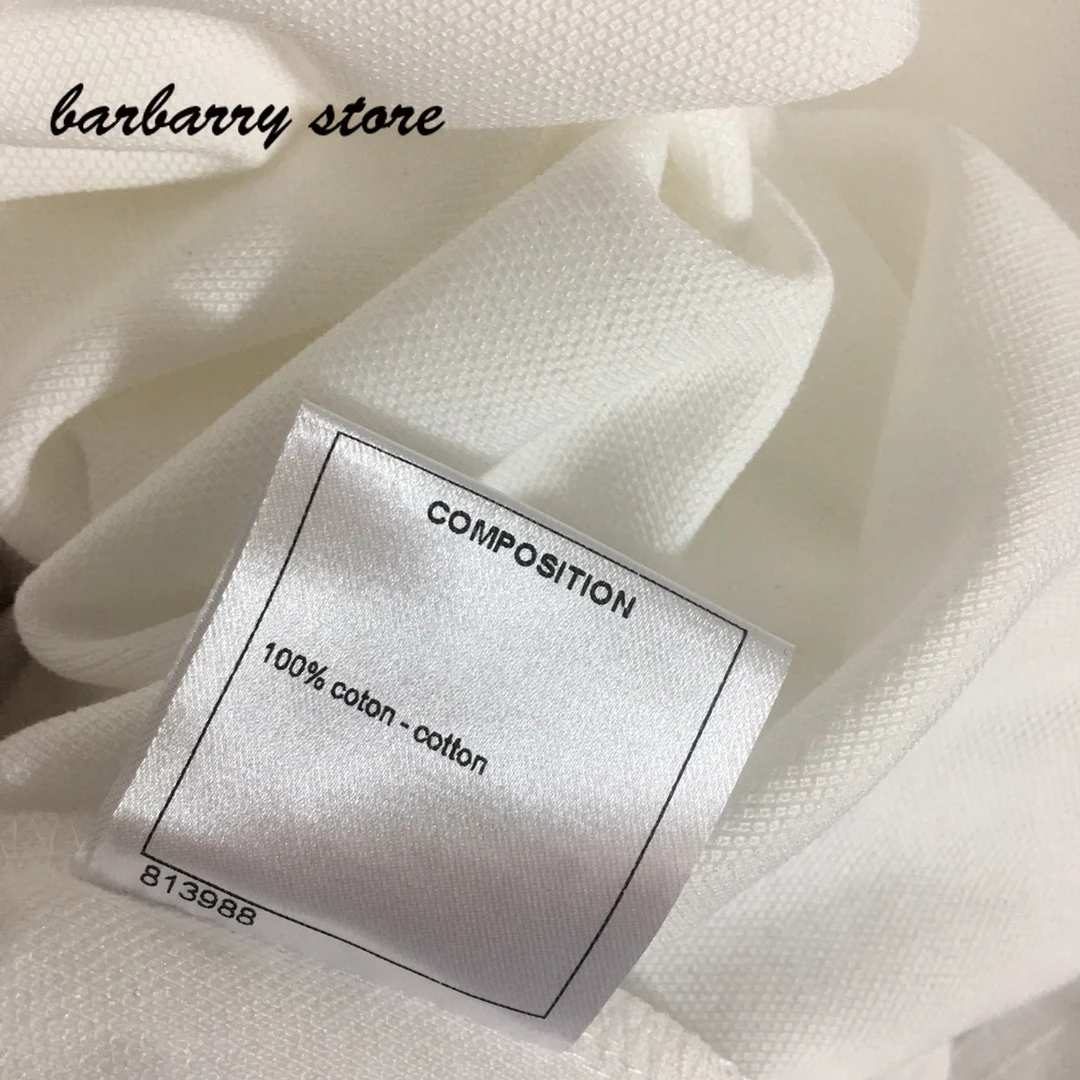 barbarry store
COMPOSITION
100% coton - cotton
813988